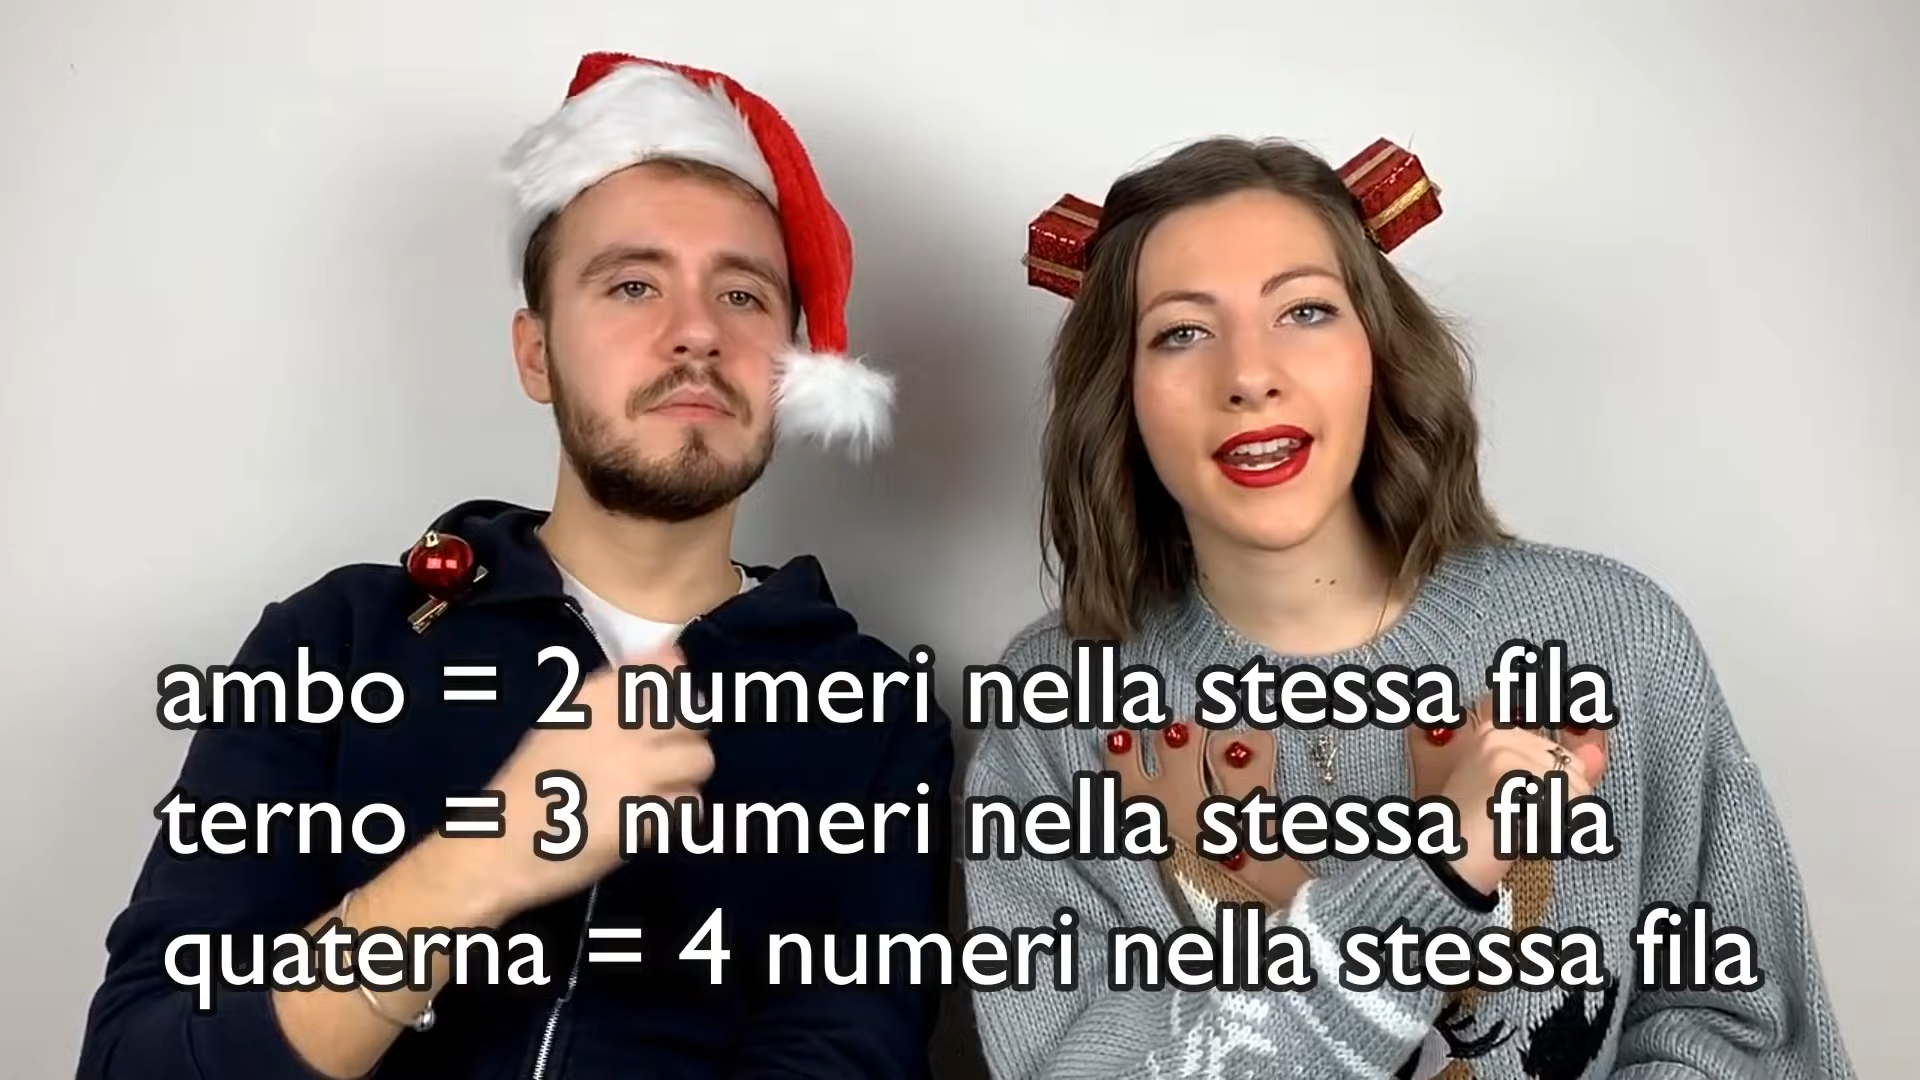 ambo = 2 numeri nella stessa fila
terno = 3 numeri nella stessa fila
quaterna = 4 numeri nella stessa fila